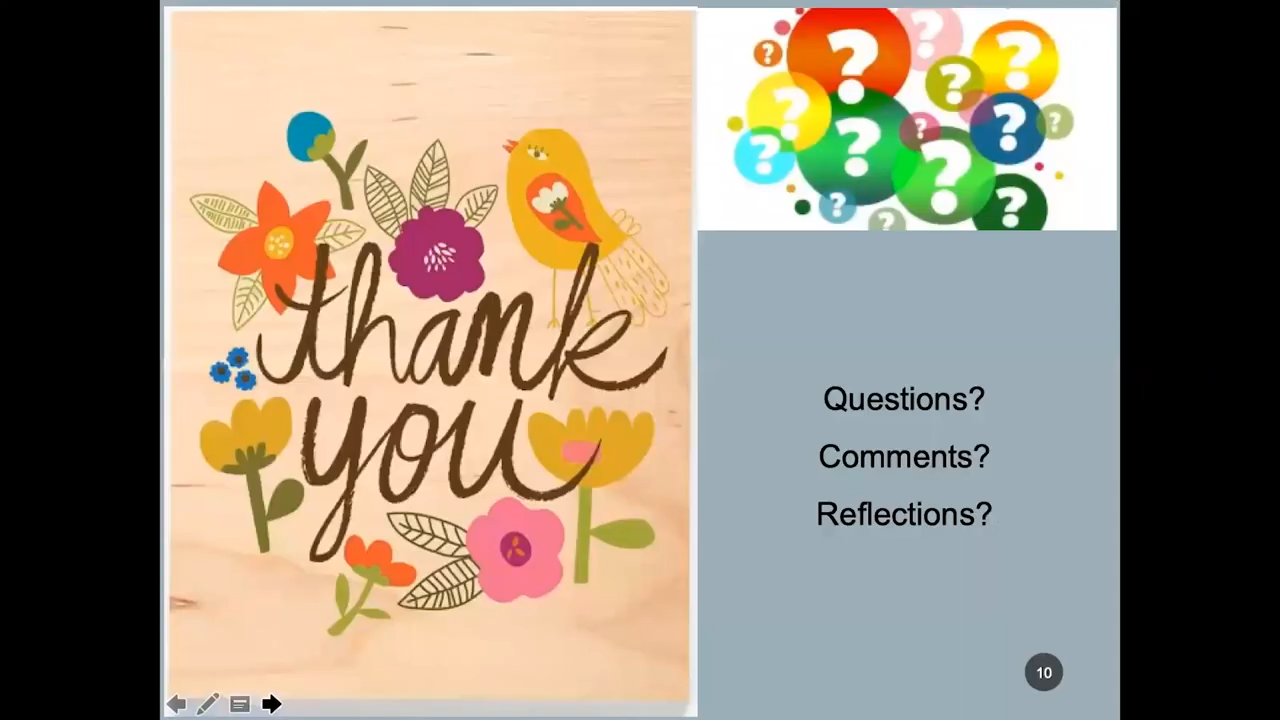 thank
you
? ? ? ? ? ? ? ? ? ? ? ? ?
Questions?
Comments?
Reflections?
10